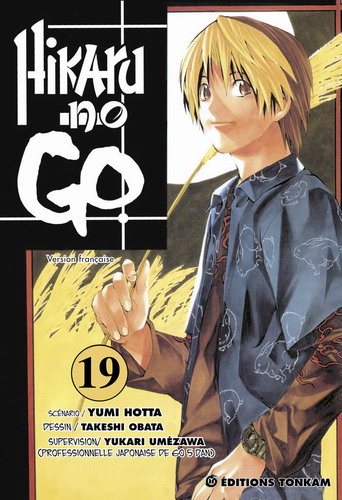 HiKARU
no
GO
Version française
19
SCÉNARIO / YUMI HOTTA
DESSIN / TAKESHI OBATA
SUPERVISION / YUKARI UMÉZAWA
(PROFESSIONNELLE JAPONAISE DE GO 5 DAN)
ÉDITIONS TONKAM